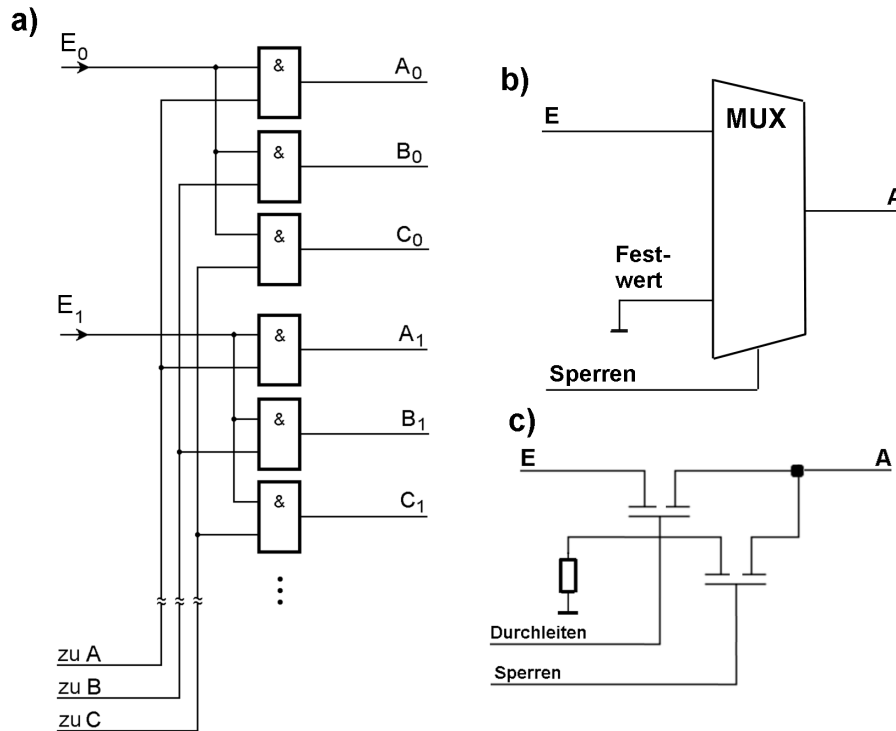 a)
E0
&
A0
&
B0
&
C0
E1
&
A1
&
B1
&
C1
zu A
zu B
zu C
b)
E
MUX
A
Fest-
wert
Sperren
c)
E
A
Durchleiten
Sperren